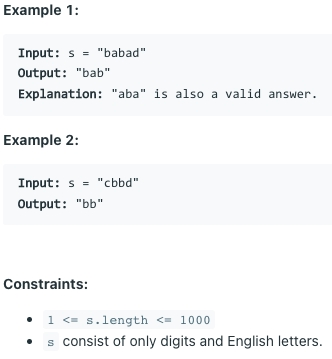 Example 1:
Input: s = "babad"
Output: "bab"
Explanation: "aba" is also a valid answer.
Example 2:
Input: s = "cbbd"
Output: "bb"
Constraints:
• 1 <= s.length <= 1000
• s consist of only digits and English letters.